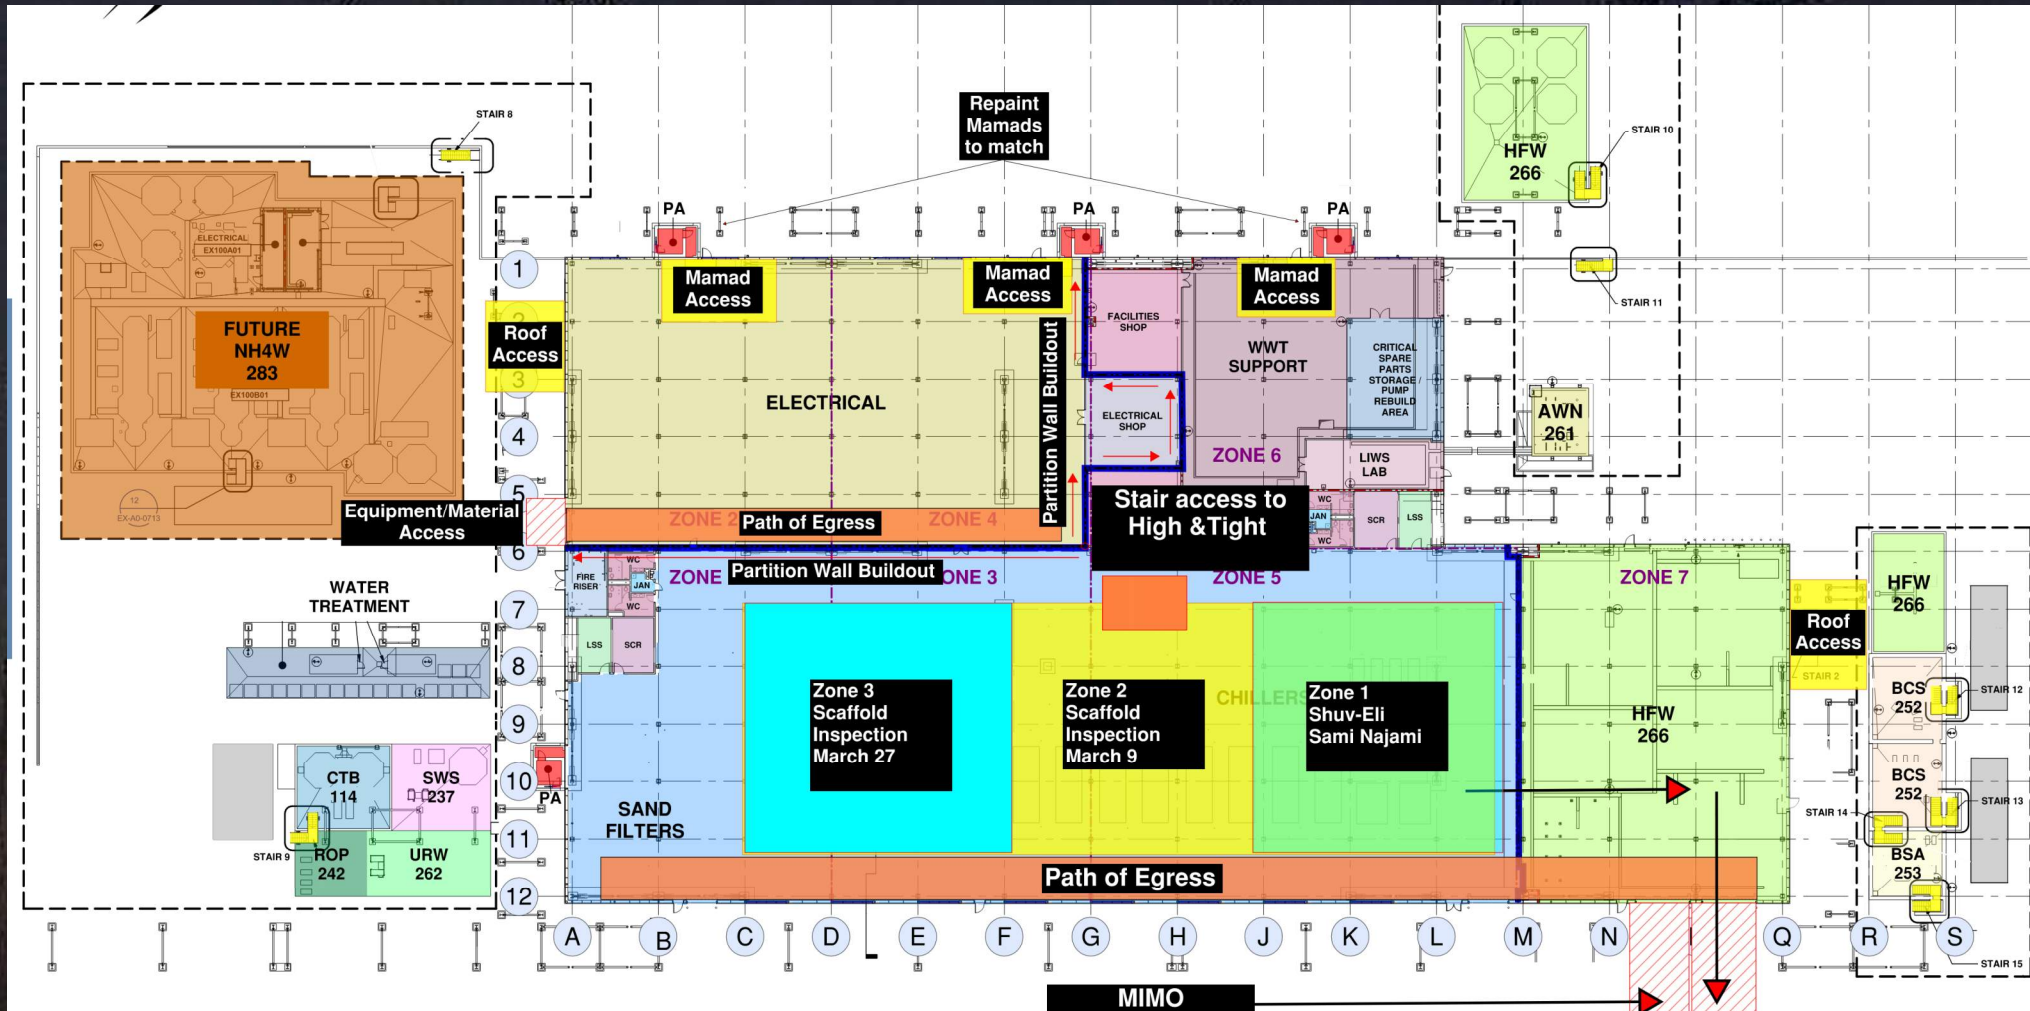 STAIR 8
Repaint
Mamads
to match
STAIR 10
HFW
266
PA
PA
PA
STAIR 11
ELECTRICAL
EX100A01
FUTURE
NH4W
283
EX100B01
12
EX-A0-0713
1
2
3
4
5
6
7
8
9
10
11
12
Roof
Access
Mamad
Access
Mamad
Access
Mamad
Access
FACILITIES
SHOP
WWT
SUPPORT
CRITICAL
SPARE
PARTS
STORAGE /
PUMP
REBUILD
AREA
ELECTRICAL
Partition Wall Buildout
ELECTRICAL
SHOP
AWN
261
ZONE 6
LIWS
LAB
Equipment/Material
Access
ZONE 2
Path of Egress
ZONE 4
Stair access to
High &Tight
WC
JAN
WC
SCR
LSS
WATER
TREATMENT
FIRE
RISER
WC
JAN
WC
LSS
SCR
ZONE
Partition Wall Buildout
ONE 3
ZONE 5
ZONE 7
HFW
266
Roof
Access
STAIR 2
Zone 3
Scaffold
Inspection
March 27
Zone 2
Scaffold
Inspection
March 9
CHILLERS
Zone 1
Shuv-Eli
Sami Najami
HFW
266
BCS
252
STAIR 12
BCS
252
STAIR 13
STAIR 14
BSA
253
STAIR 15
CTB
114
SWS
237
STAIR 9
ROP
242
URW
262
PA
SAND
FILTERS
Path of Egress
A
B
C
D
E
F
G
H
J
K
L
M
N
Q
R
S
MIMO